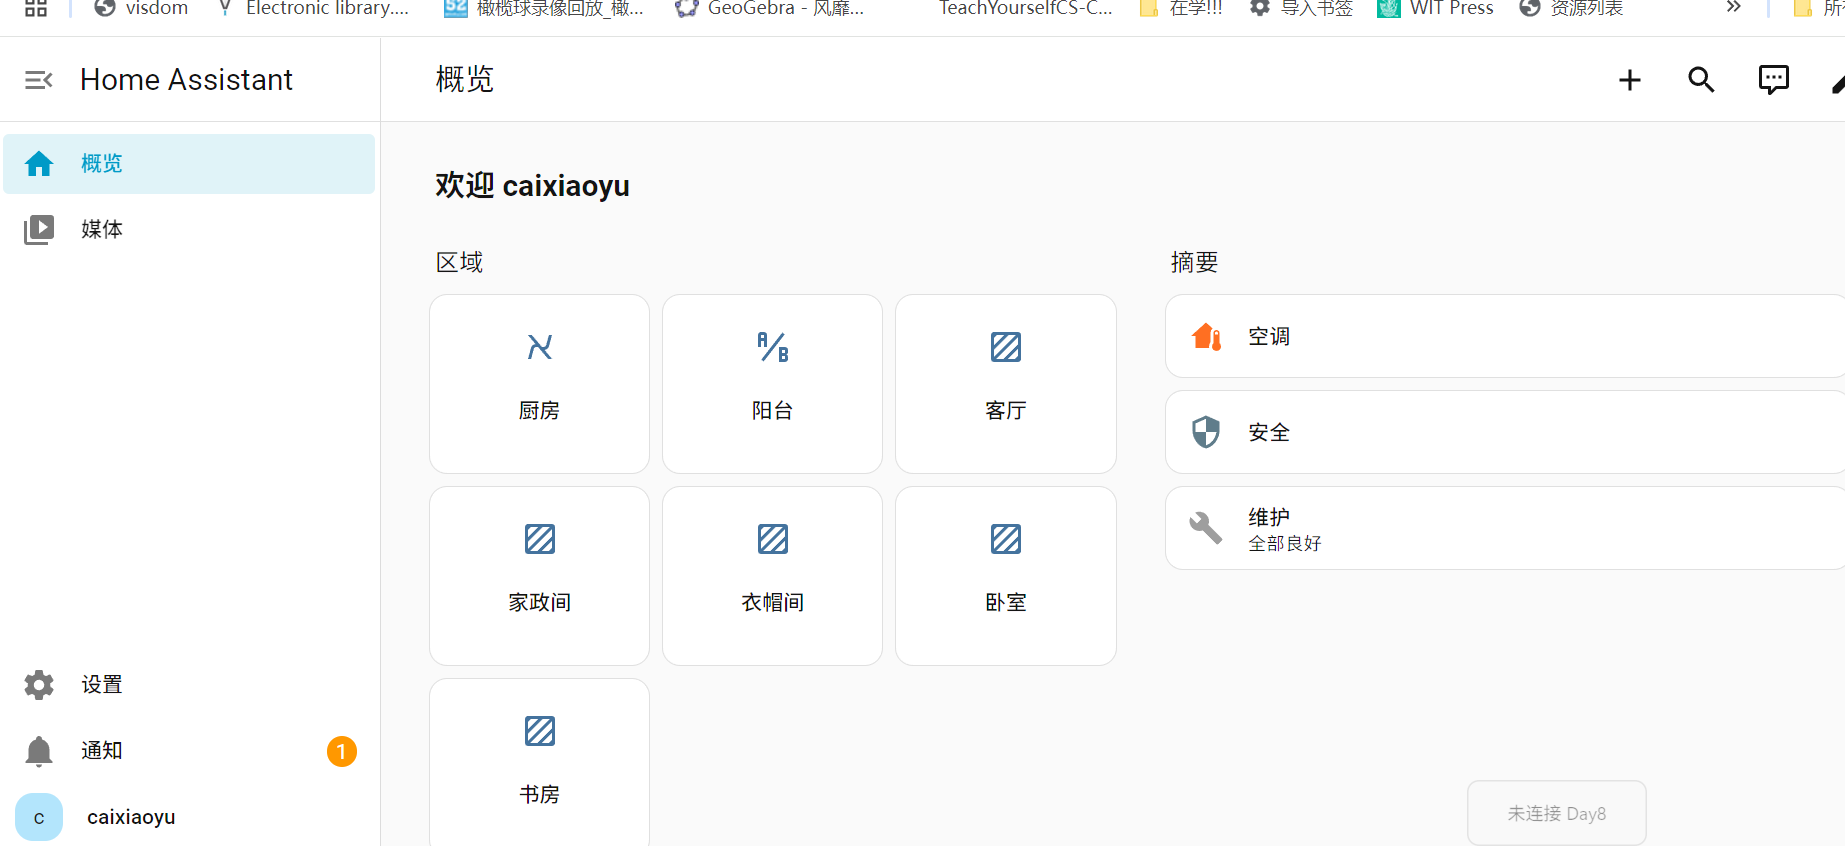 visdom
Electronic library....
橄榄球录像回放_橄...
GeoGebra - 风靡...
TeachYourselfCS-C...
在学!!!
导入书签
WIT Press
资源列表
Home Assistant
概览
概览
媒体
欢迎 caixiaoyu
区域
摘要
厨房
A/B
阳台
客厅
空调
安全
家政间
衣帽间
卧室
维护
全部良好
书房
设置
通知
1
c
caixiaoyu
未连接 Day8